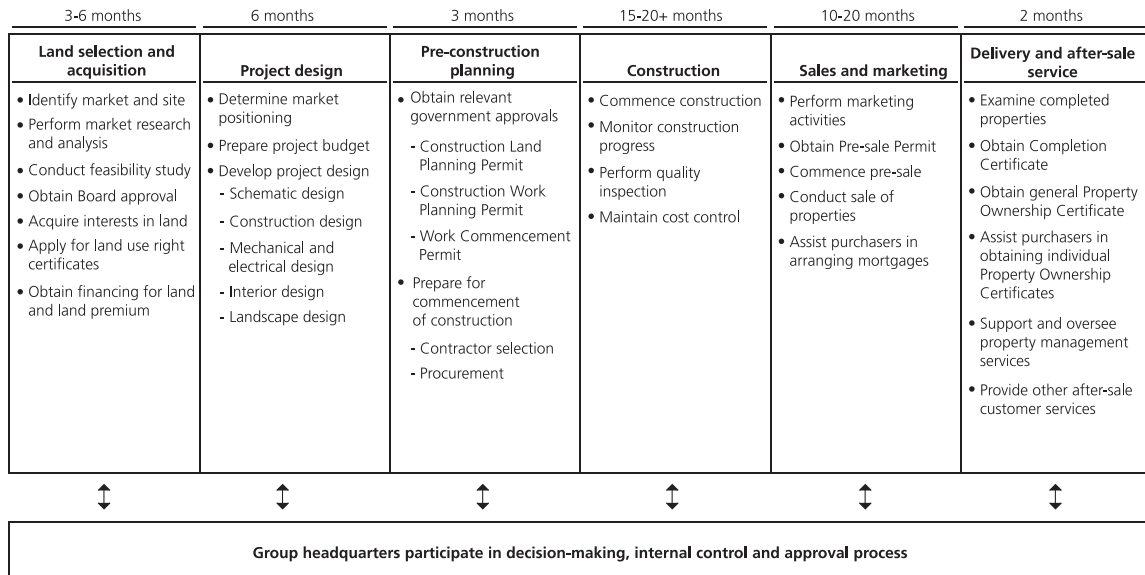 3-6 months
6 months
3 months
15-20+ months
10-20 months
2 months
Land selection and
acquisition
• Identify market and site
• Perform market research
and analysis
• Conduct feasibility study
• Obtain Board approval
• Acquire interests in land
• Apply for land use right
certificates
• Obtain financing for land
and land premium
Project design
• Determine market
positioning
• Prepare project budget
• Develop project design
- Schematic design
- Construction design
- Mechanical and
electrical design
- Interior design
- Landscape design
Pre-construction
planning
• Obtain relevant
government approvals
- Construction Land
Planning Permit
- Construction Work
Planning Permit
- Work Commencement
Permit
• Prepare for
commencement
of construction
- Contractor selection
- Procurement
Construction
• Commence construction
• Monitor construction
progress
• Perform quality
inspection
• Maintain cost control
Sales and marketing
• Perform marketing
activities
• Obtain Pre-sale Permit
• Commence pre-sale
• Conduct sale of
properties
• Assist purchasers in
arranging mortgages
Delivery and after-sale
service
• Examine completed
properties
• Obtain Completion
Certificate
• Obtain general Property
Ownership Certificate
• Assist purchasers in
obtaining individual
Property Ownership
Certificates
• Support and oversee
property management
services
• Provide other after-sale
customer services
Group headquarters participate in decision-making, internal control and approval process